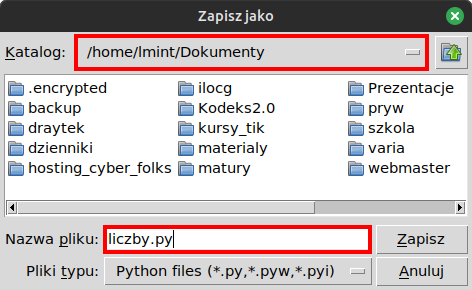 Zapisz jako
Katalog: /home/lmint/Dokumenty
.encrypted ilocg Prezentacje
backup Kodeks2.0 pryw
draytek kursy_tik szkola
dzienniki materialy varia
hosting_cyber_folks matury webmaster
Nazwa pliku: liczby.py Zapisz
Pliki typu: Python files (*.py,*.pyw,*.pyi) Anuluj